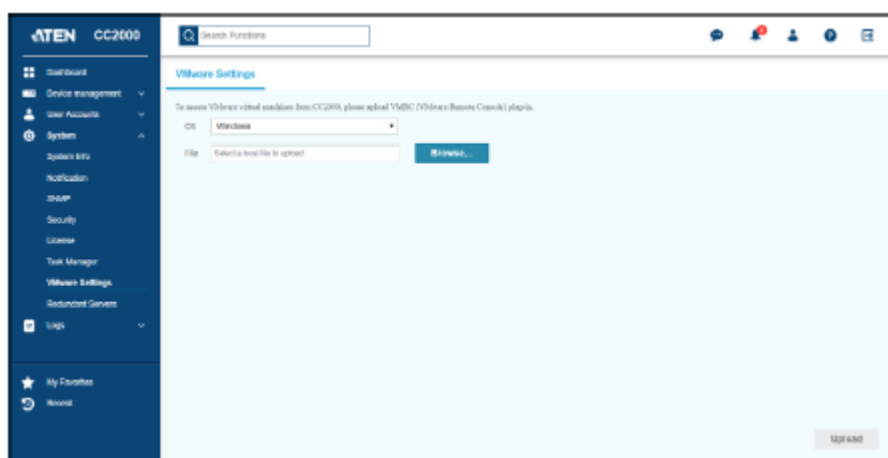 ATEN CC2000
Search Functions
Dashboard
Device management
User Accounts
System
System Info
Notification
SNMP
Security
License
Task Manager
VMware Settings
Redundant Servers
Logs
My Favorites
Recent
VMware Settings
To access VMware virtual machines from CC2000, please upload VMRC (VMware Remote Console) plug-in.
OS Windows
File Select a local file to upload Browse...
Upload